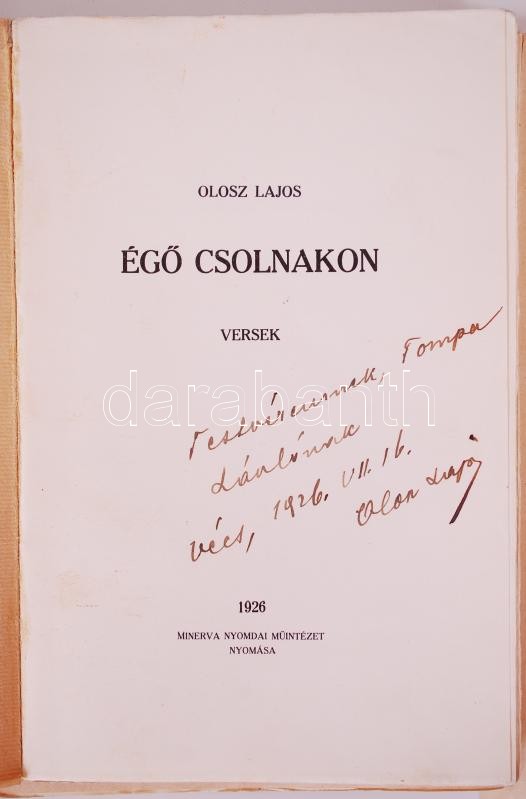 OLOSZ LAJOS
ÉGŐ CSOLNAKON
VERSEK
Testvéremnek, Tompa
Lászlónak
Vécs, 1926. VII. 16.
Olosz Lajos
darabanth
1926
MINERVA NYOMDAI MŰINTÉZET
NYOMÁSA